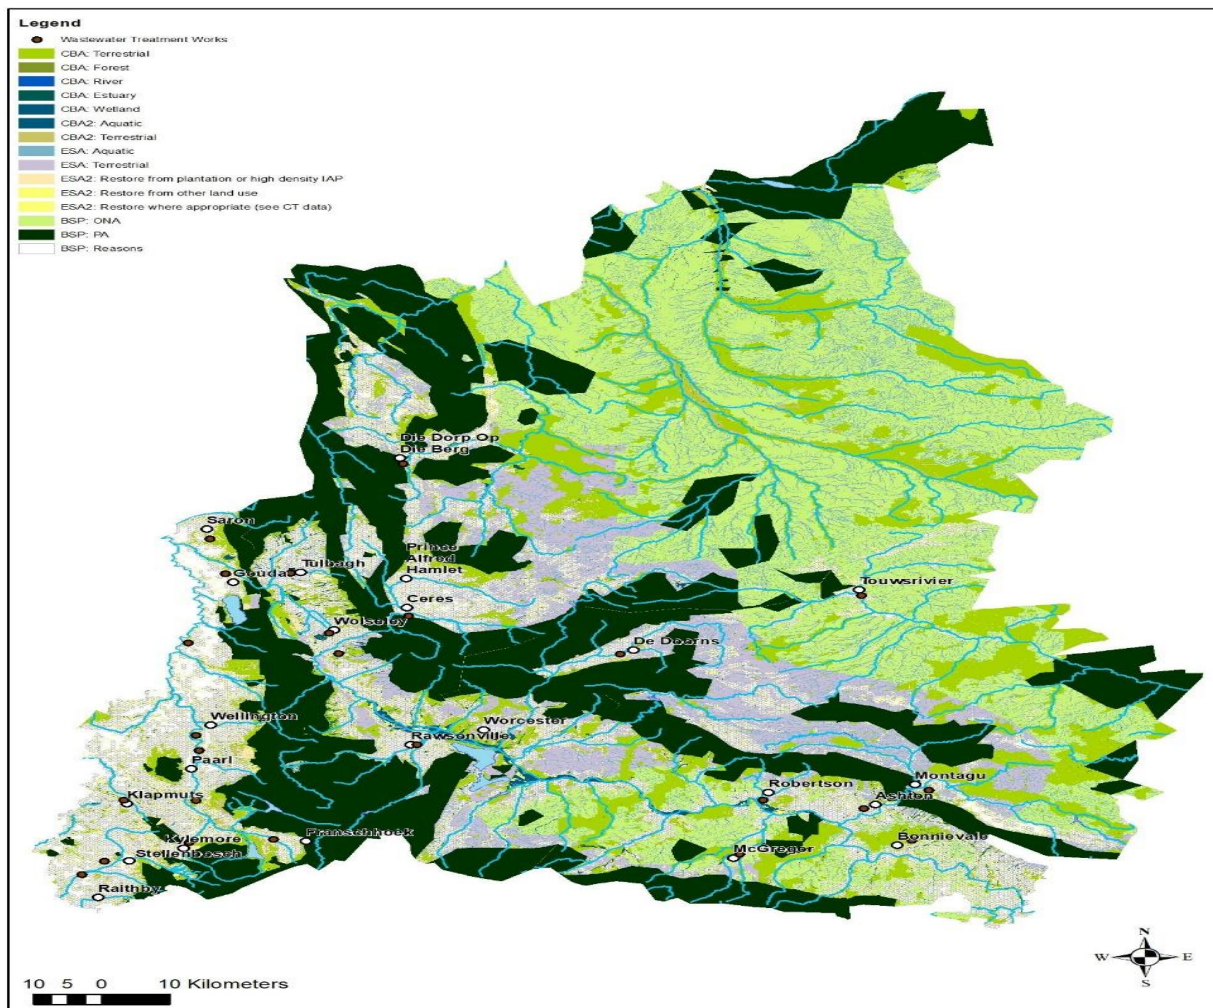 Legend
Wastewater Treatment Works
CBA: Terrestrial
CBA: Forest
CBA: River
CBA: Estuary
CBA: Wetland
CBA2: Aquatic
CBA2: Terrestrial
ESA: Aquatic
ESA: Terrestrial
ESA2: Restore from plantation or high density IAP
ESA2: Restore from other land use
ESA2: Restore where appropriate (see CT data)
BSP: ONA
BSP: PA
BSP: Reasons
Die Dorp Op
Die Berg
Saron
Prince
Alfred
Hamlet
Gouda
Tulbagh
Touwsrivier
Ceres
Wolseley
De Doorns
Wellington
Worcester
Rawsonville
Paarl
Montagu
Robertson
Klapmuts
Ashton
Kylemore
Franschhoek
Bonnievale
Stellenbosch
McGregor
Raithby
N
W E
S
10 5 0 10 Kilometers